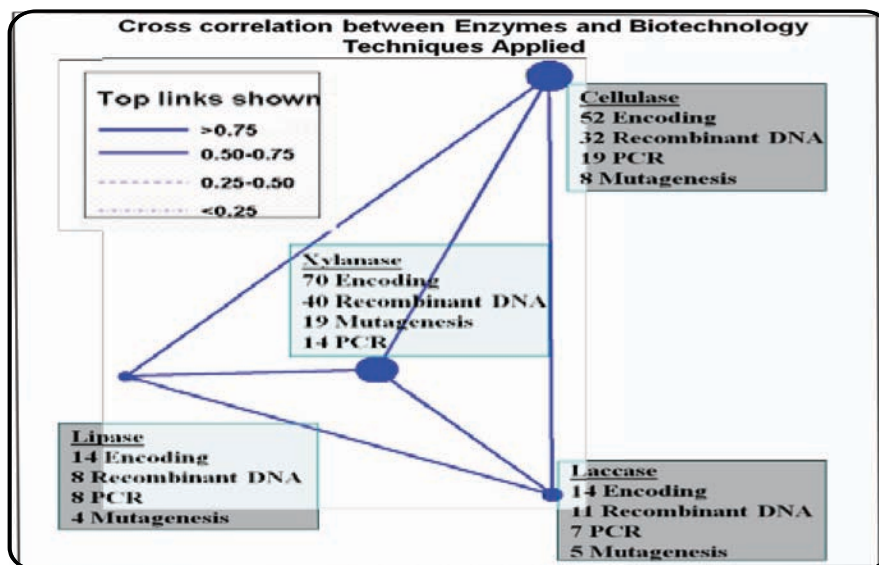 Cross correlation between Enzymes and Biotechnology
Techniques Applied
Top links shown
>0.75
0.50-0.75
0.25-0.50
<0.25
Cellulase
52 Encoding
32 Recombinant DNA
19 PCR
8 Mutagenesis
Xylanase
70 Encoding
40 Recombinant DNA
19 Mutagenesis
14 PCR
Lipase
14 Encoding
8 Recombinant DNA
8 PCR
4 Mutagenesis
Laccase
14 Encoding
11 Recombinant DNA
7 PCR
5 Mutagenesis